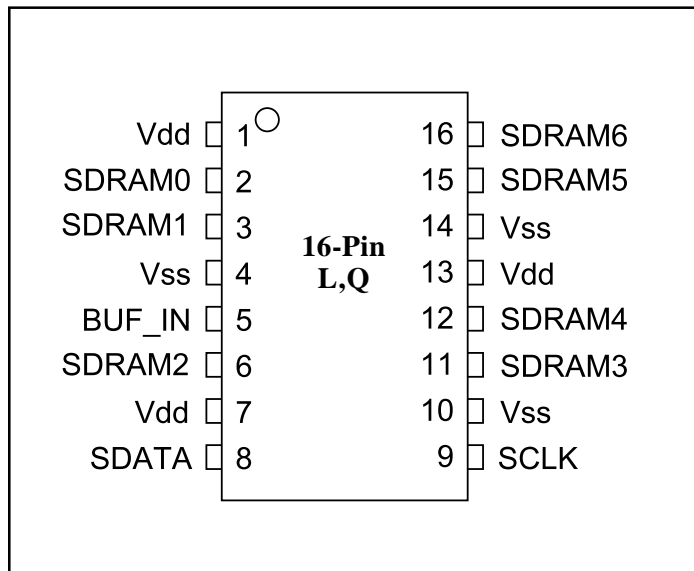 Vdd 1 16 SDRAM6
SDRAM0 2 15 SDRAM5
SDRAM1 3 14 Vss
16-Pin
L,Q
Vss 4 13 Vdd
BUF_IN 5 12 SDRAM4
SDRAM2 6 11 SDRAM3
Vdd 7 10 Vss
SDATA 8 9 SCLK